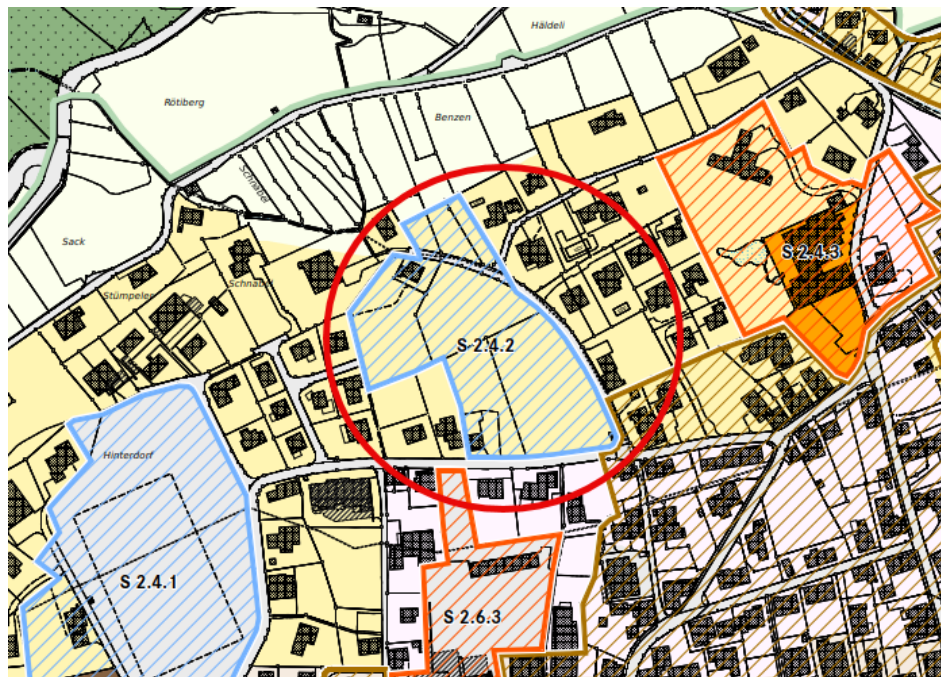 Häldeli
Rötiberg
Benzen
Schnabel
Sack
Schnabel
Stümpeler
S 2.4.3
S 2.4.2
Hinterdorf
S 2.4.1
S 2.6.3